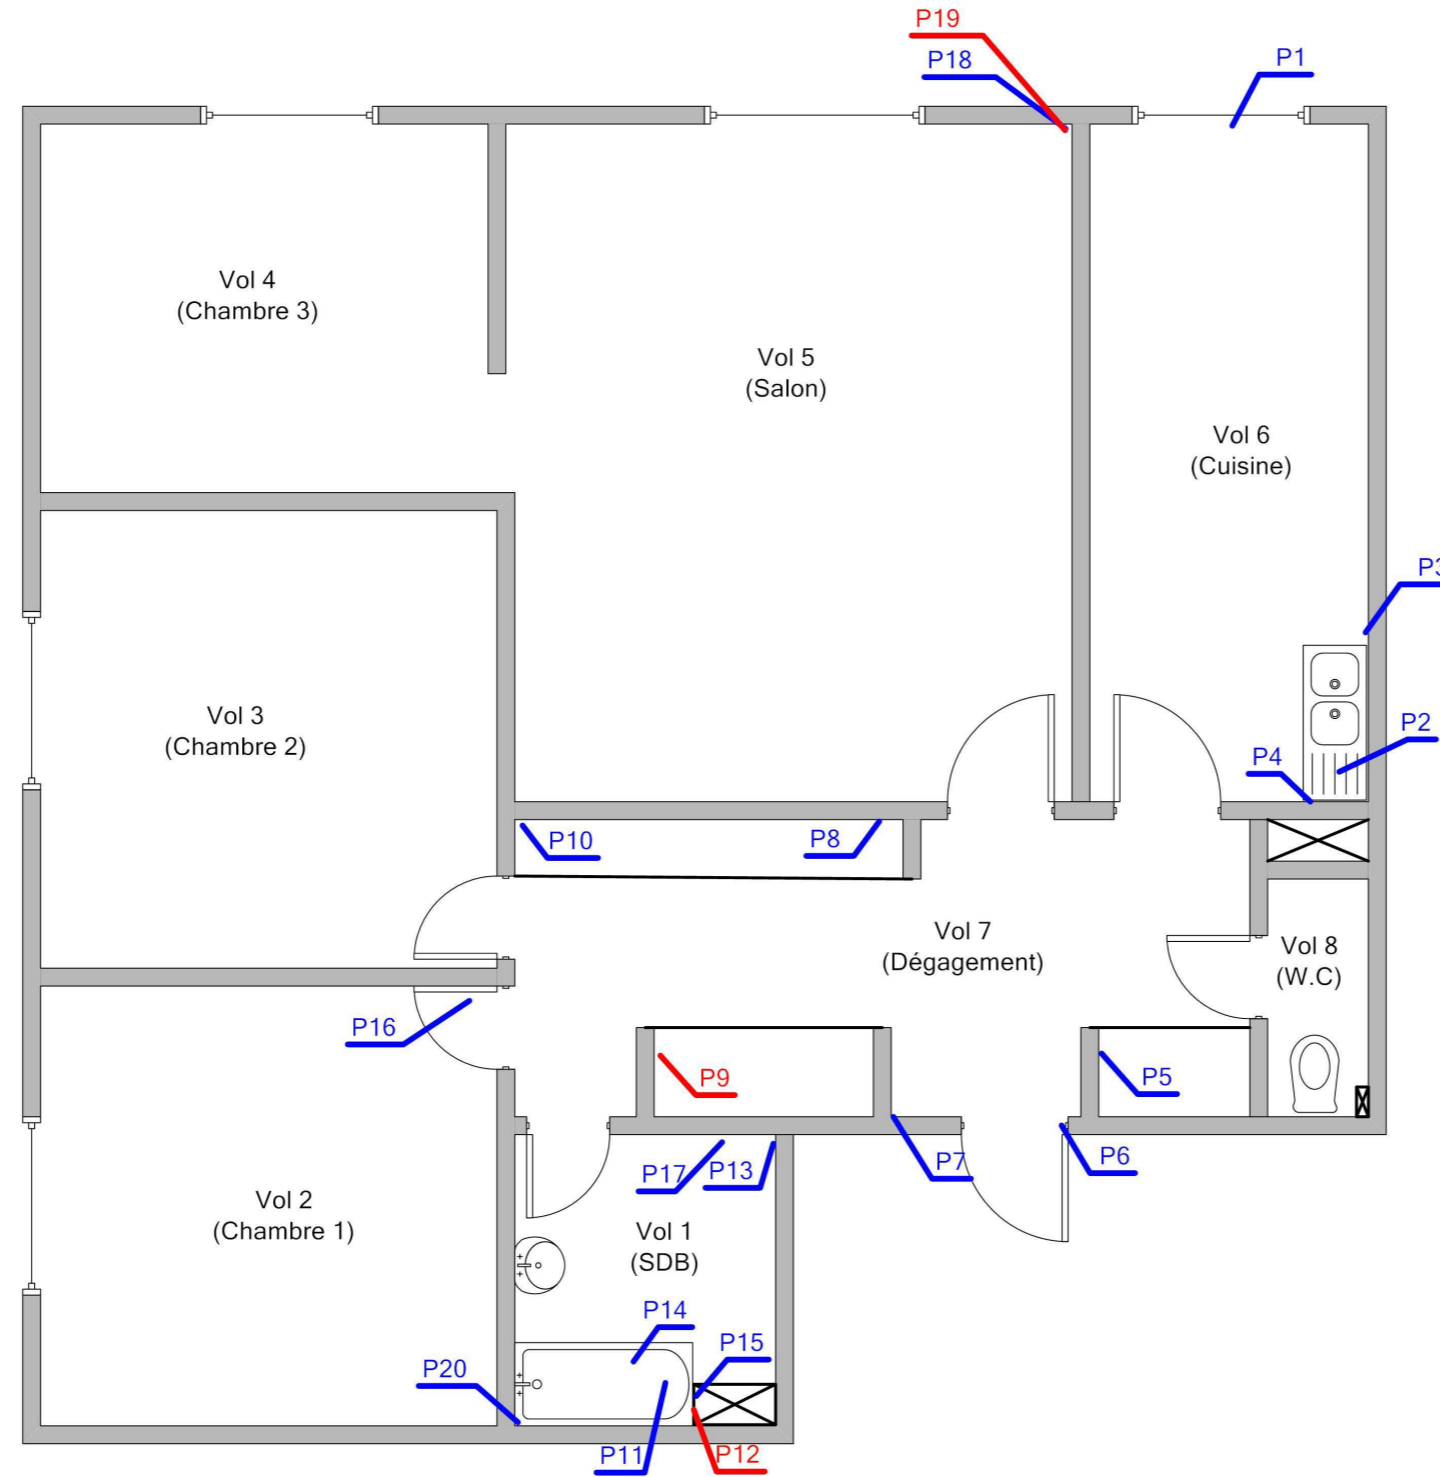 P19
P18
P1
Vol 4
(Chambre 3)
Vol 5
(Salon)
Vol 6
(Cuisine)
P3
Vol 3
(Chambre 2)
P2
P4
P10
P8
Vol 7
(Dégagement)
Vol 8
(W.C)
P16
P9
P5
P17
P13
P7
P6
Vol 2
(Chambre 1)
Vol 1
(SDB)
P14
P15
P20
P11
P12